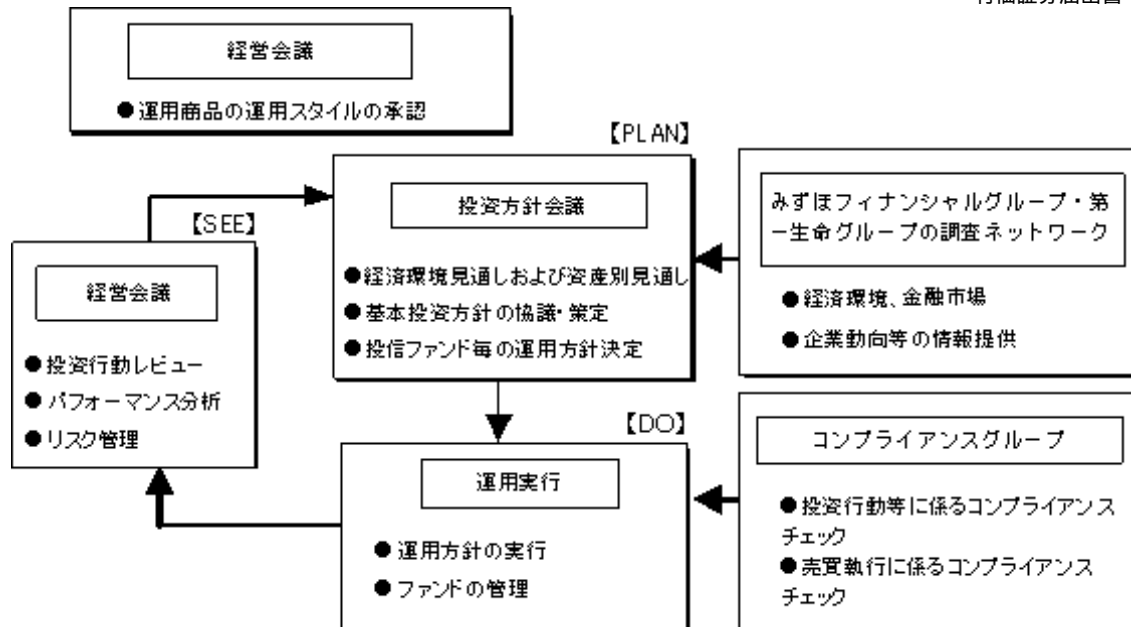 経営会議
●運用商品の運用スタイルの承認
【PLAN】
投資方針会議
●経済環境見通しおよび資産別見通し
●基本投資方針の協議・策定
●投信ファンド毎の運用方針決定
みずほフィナンシャルグループ・第
一生命グループの調査ネットワーク
●経済環境、金融市場
●企業動向等の情報提供
【SEE】
経営会議
●投資行動レビュー
●パフォーマンス分析
●リスク管理
【DO】
運用実行
●運用方針の実行
●ファンドの管理
コンプライアンスグループ
●投資行動等に係るコンプライアンス
チェック
●売買執行に係るコンプライアンス
チェック